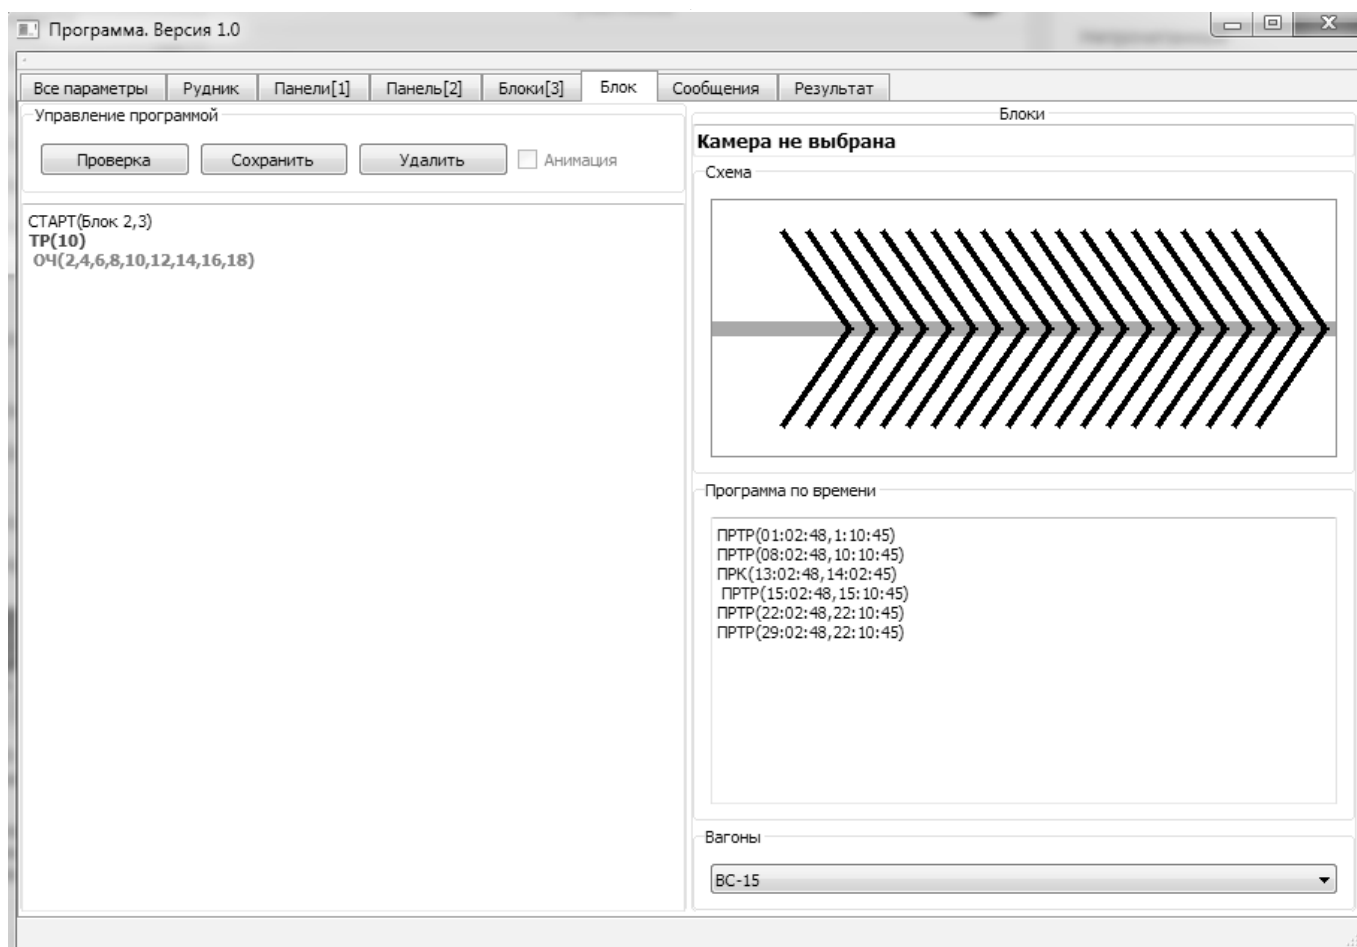 Программа. Версия 1.0
Все параметры Рудник Панели[1] Панель[2] Блоки[3] Блок Сообщения Результат
Управление программой
Проверка Сохранить Удалить Анимация
СТАРТ(Блок 2,3)
ТР(10)
ОЧ(2,4,6,8,10,12,14,16,18)
Блоки
Камера не выбрана
Схема
Программа по времени
ПРТР(01:02:48,1:10:45)
ПРТР(08:02:48,10:10:45)
ПРК(13:02:48,14:02:45)
ПРТР(15:02:48,15:10:45)
ПРТР(22:02:48,22:10:45)
ПРТР(29:02:48,22:10:45)
Вагоны
ВС-15